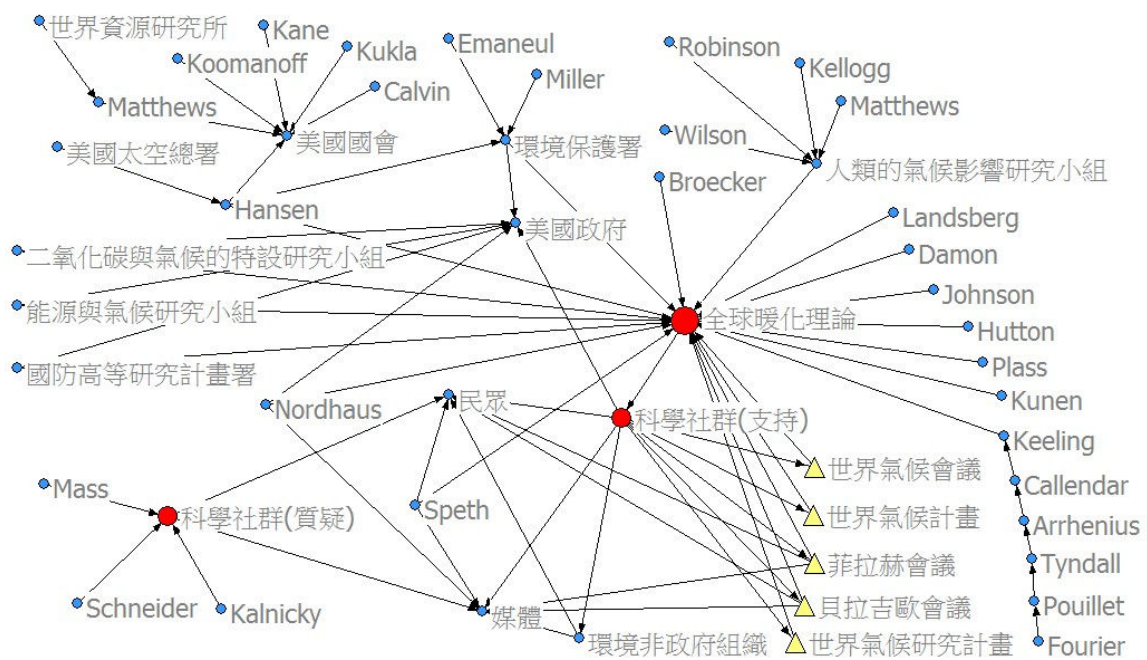 世界資源研究所
Kane
Emaneul
Robinson
Koomanoff
Kukla
Kellogg
Miller
Matthews
Calvin
Matthews
美國太空總署
美國國會
環境保護署
Wilson
人類的氣候影響研究小組
Broecker
Hansen
美國政府
Landsberg
二氧化碳與氣候的特設研究小組
Damon
能源與氣候研究小組
Johnson
全球暖化理論
Hutton
國防高等研究計畫署
Plass
Nordhaus
民眾
Kunen
科學社群(支持)
Keeling
世界氣候會議
Mass
Callendar
科學社群(質疑)
Speth
世界氣候計畫
Arrhenius
菲拉赫會議
Tyndall
Schneider
Kalnicky
媒體
貝拉吉歐會議
Pouillet
環境非政府組織
世界氣候研究計畫
Fourier